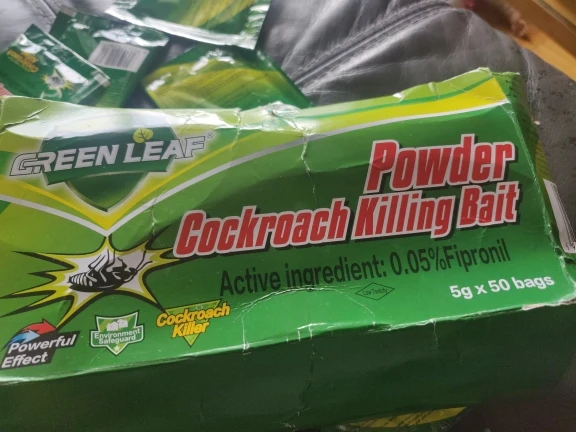 GREEN LEAF
Powder
Cockroach Killing Bait
Active ingredient: 0.05%Fipronil
5g x 50 bags
Powerful
Effect
Environment
Safeguard
Cockroach
Killer